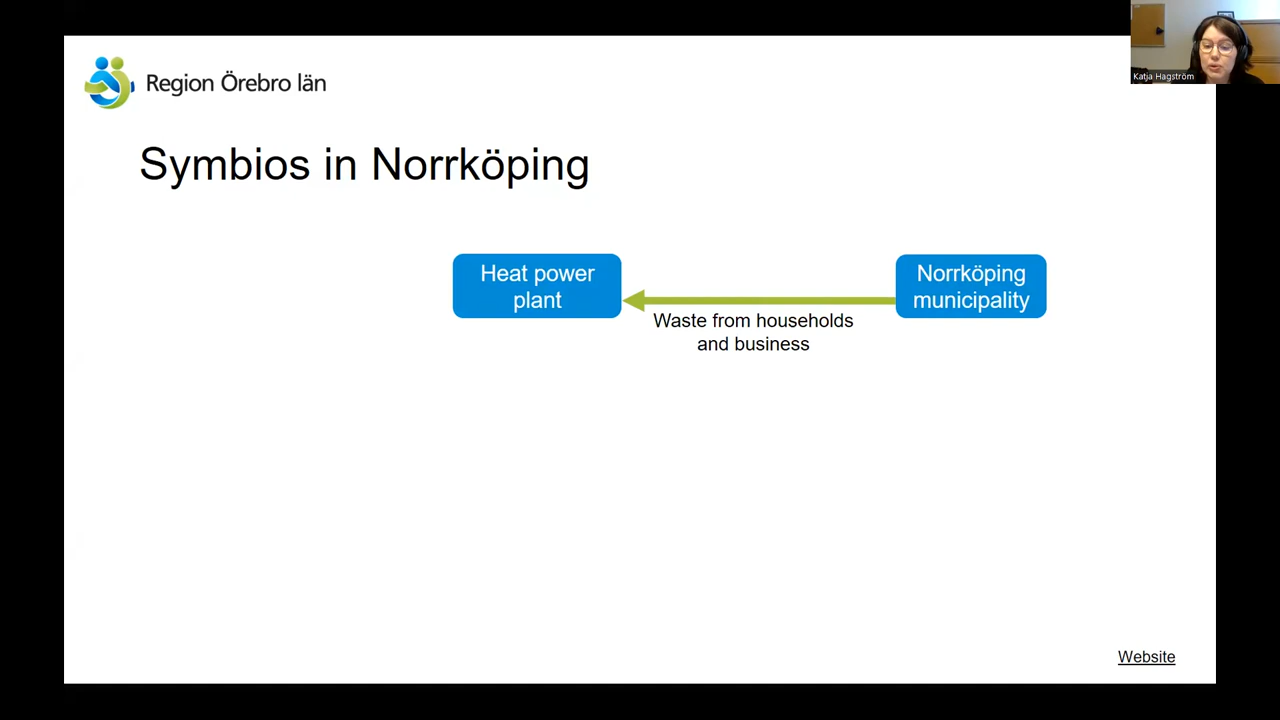 Katja Hagström
Region Örebro län
Symbios in Norrköping
Heat power
plant
Norrköping
municipality
Waste from households
and business
Website